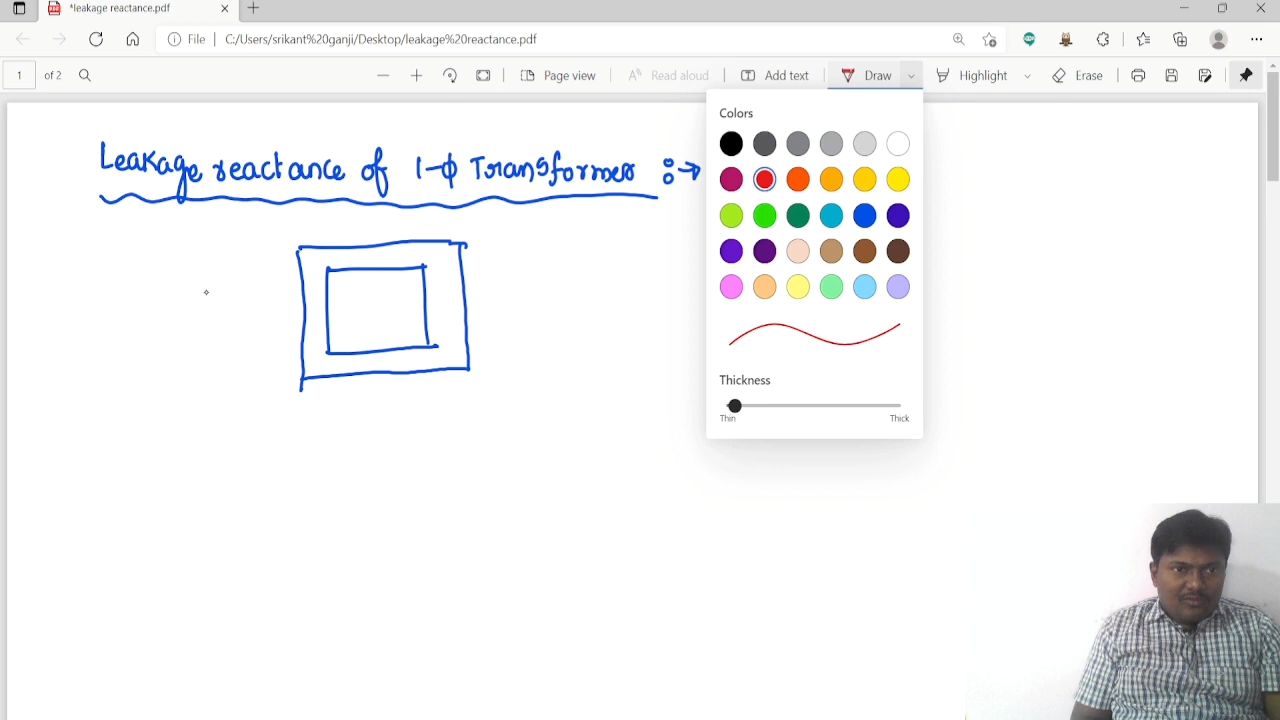 *leakage reactance.pdf
File C:/Users/srikant%20ganji/Desktop/leakage%20reactance.pdf
1 of 2 Page view Read aloud Add text Draw Highlight Erase
Leakage reactance of 1-ϕ Transformer :→
Colors
Thickness
Thin Thick